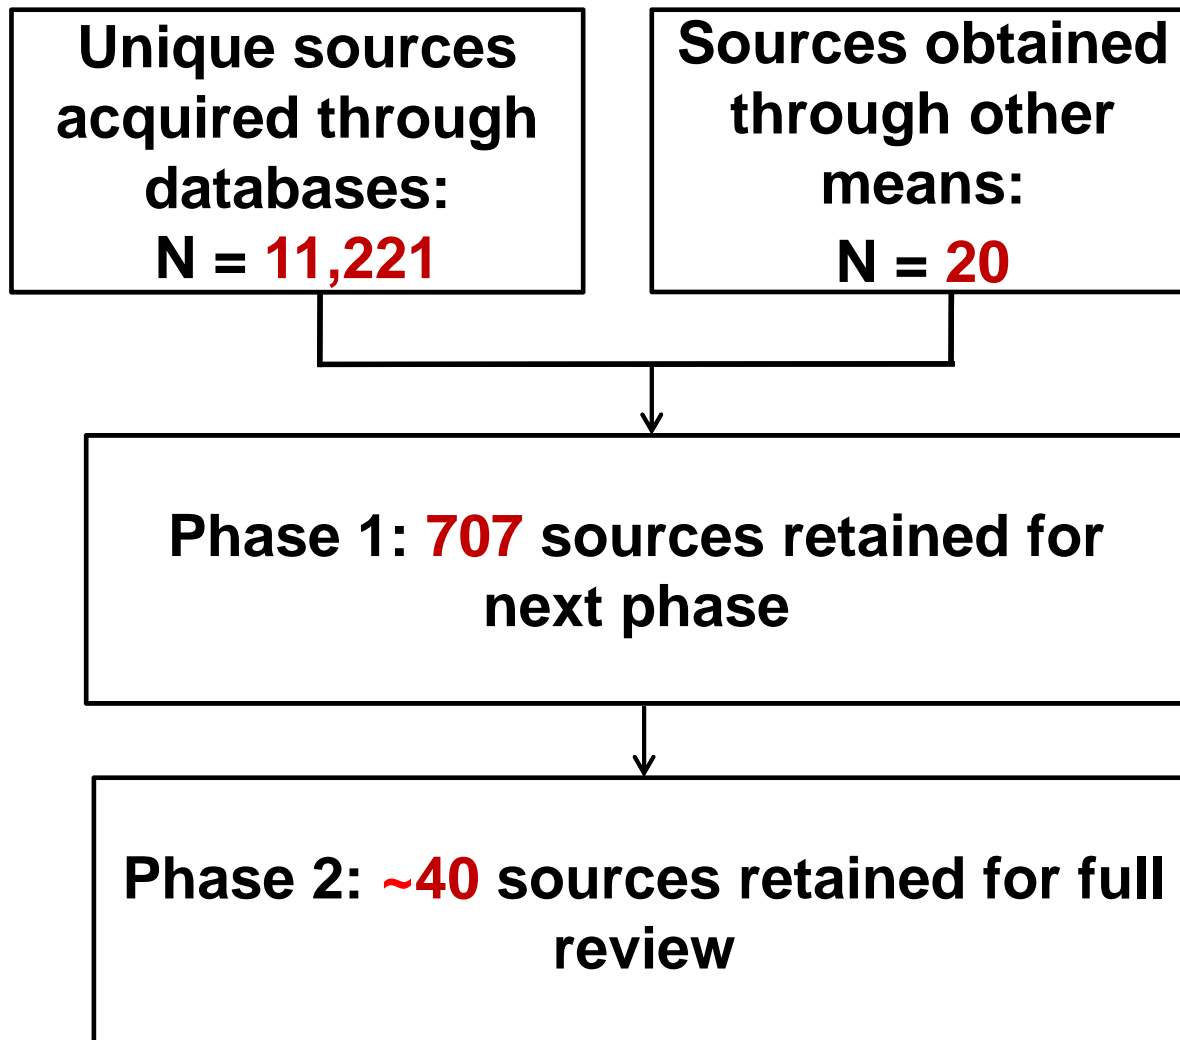 Unique sources
acquired through
databases:
N = 11,221
Sources obtained
through other
means:
N = 20
Phase 1: 707 sources retained for
next phase
Phase 2: ~40 sources retained for full
review